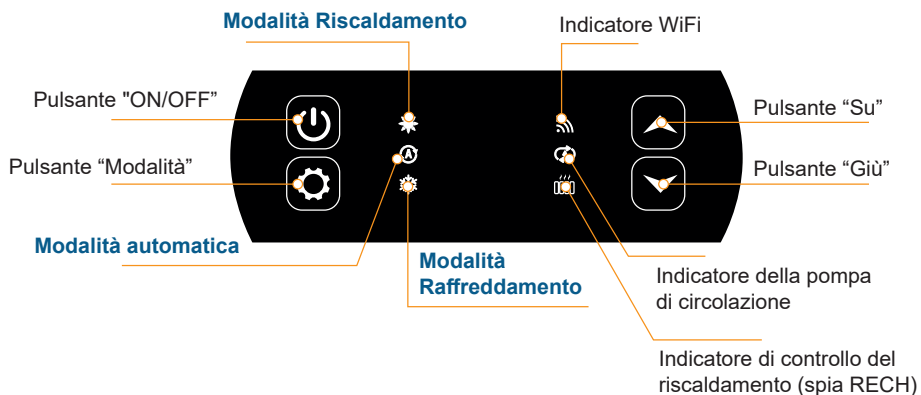 Modalità Riscaldamento
Indicatore WiFi
Pulsante "ON/OFF”
Pulsante “Su”
Pulsante “Modalità”
Pulsante “Giù”
A
Modalità automatica
Modalità
Raffreddamento
Indicatore della pompa
di circolazione
Indicatore di controllo del
riscaldamento (spia RECH)